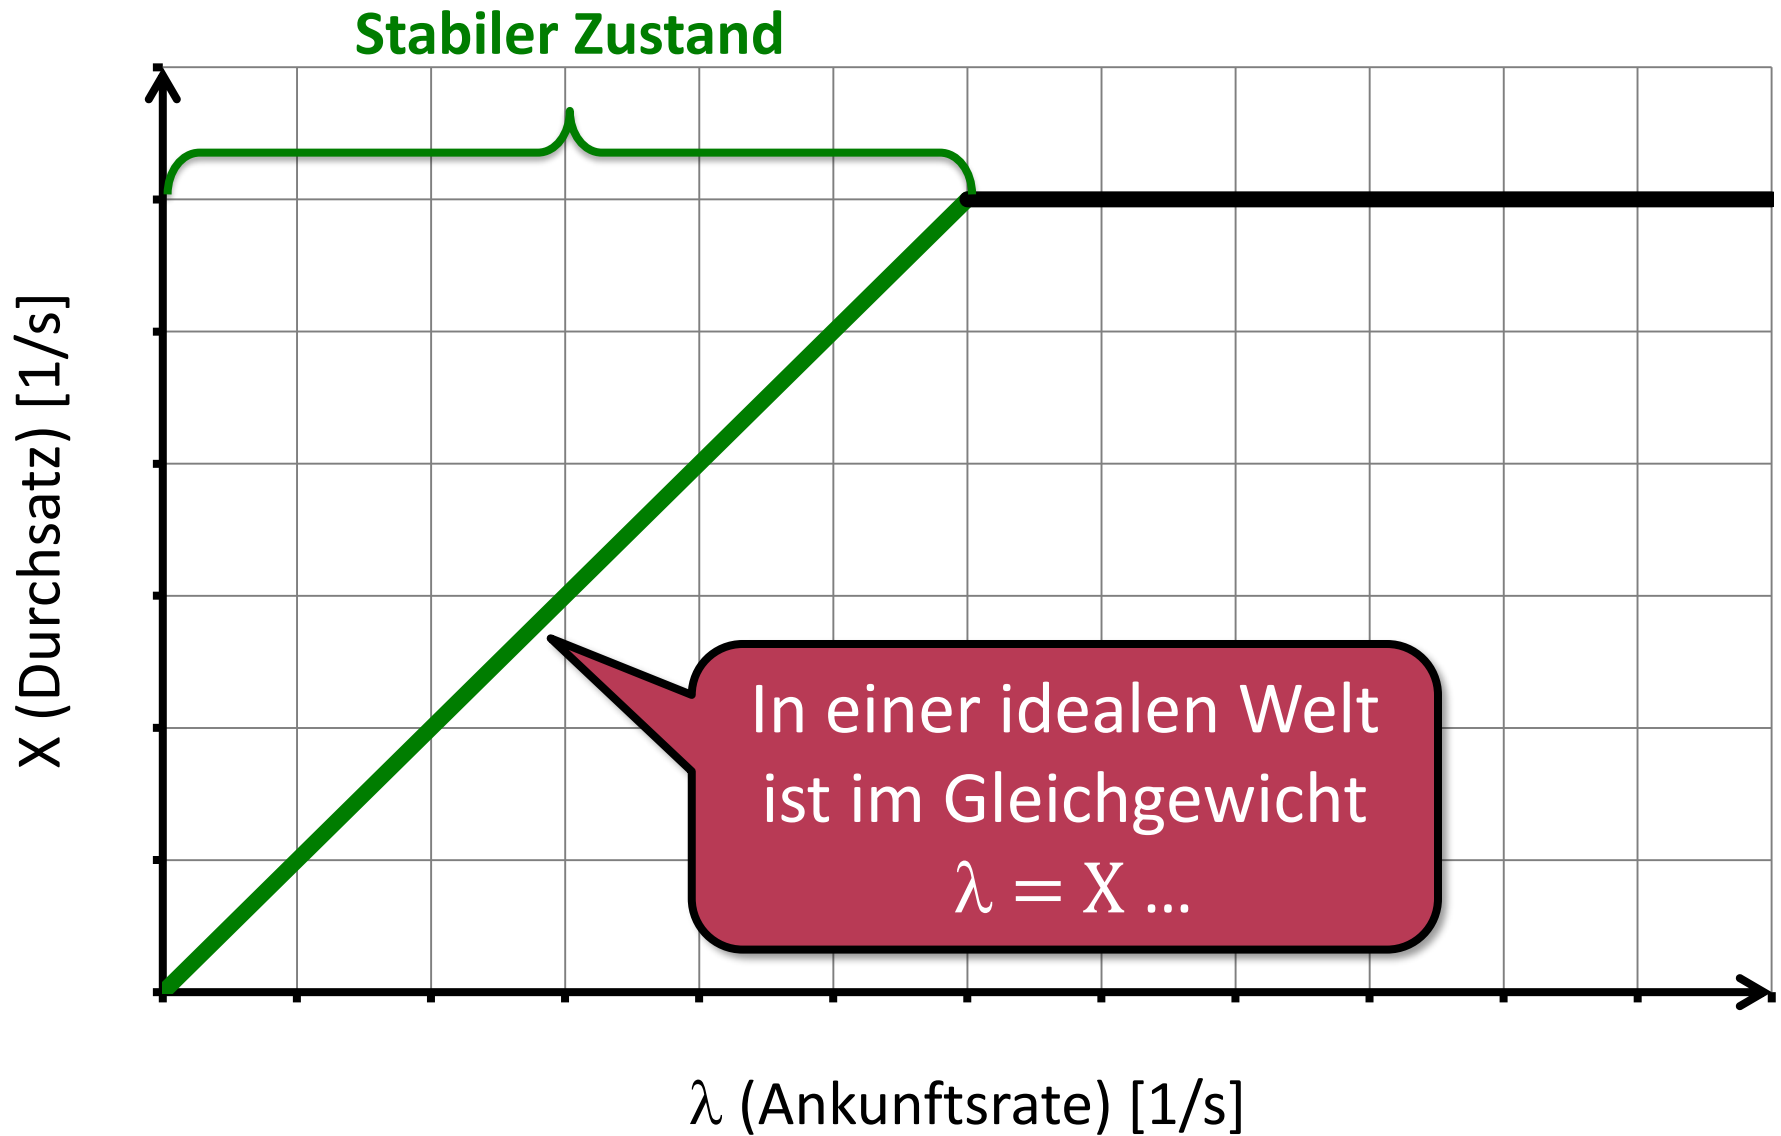 Stabiler Zustand
X (Durchsatz) [1/s]
In einer idealen Welt
ist im Gleichgewicht
λ = X ...
λ (Ankunftsrate) [1/s]